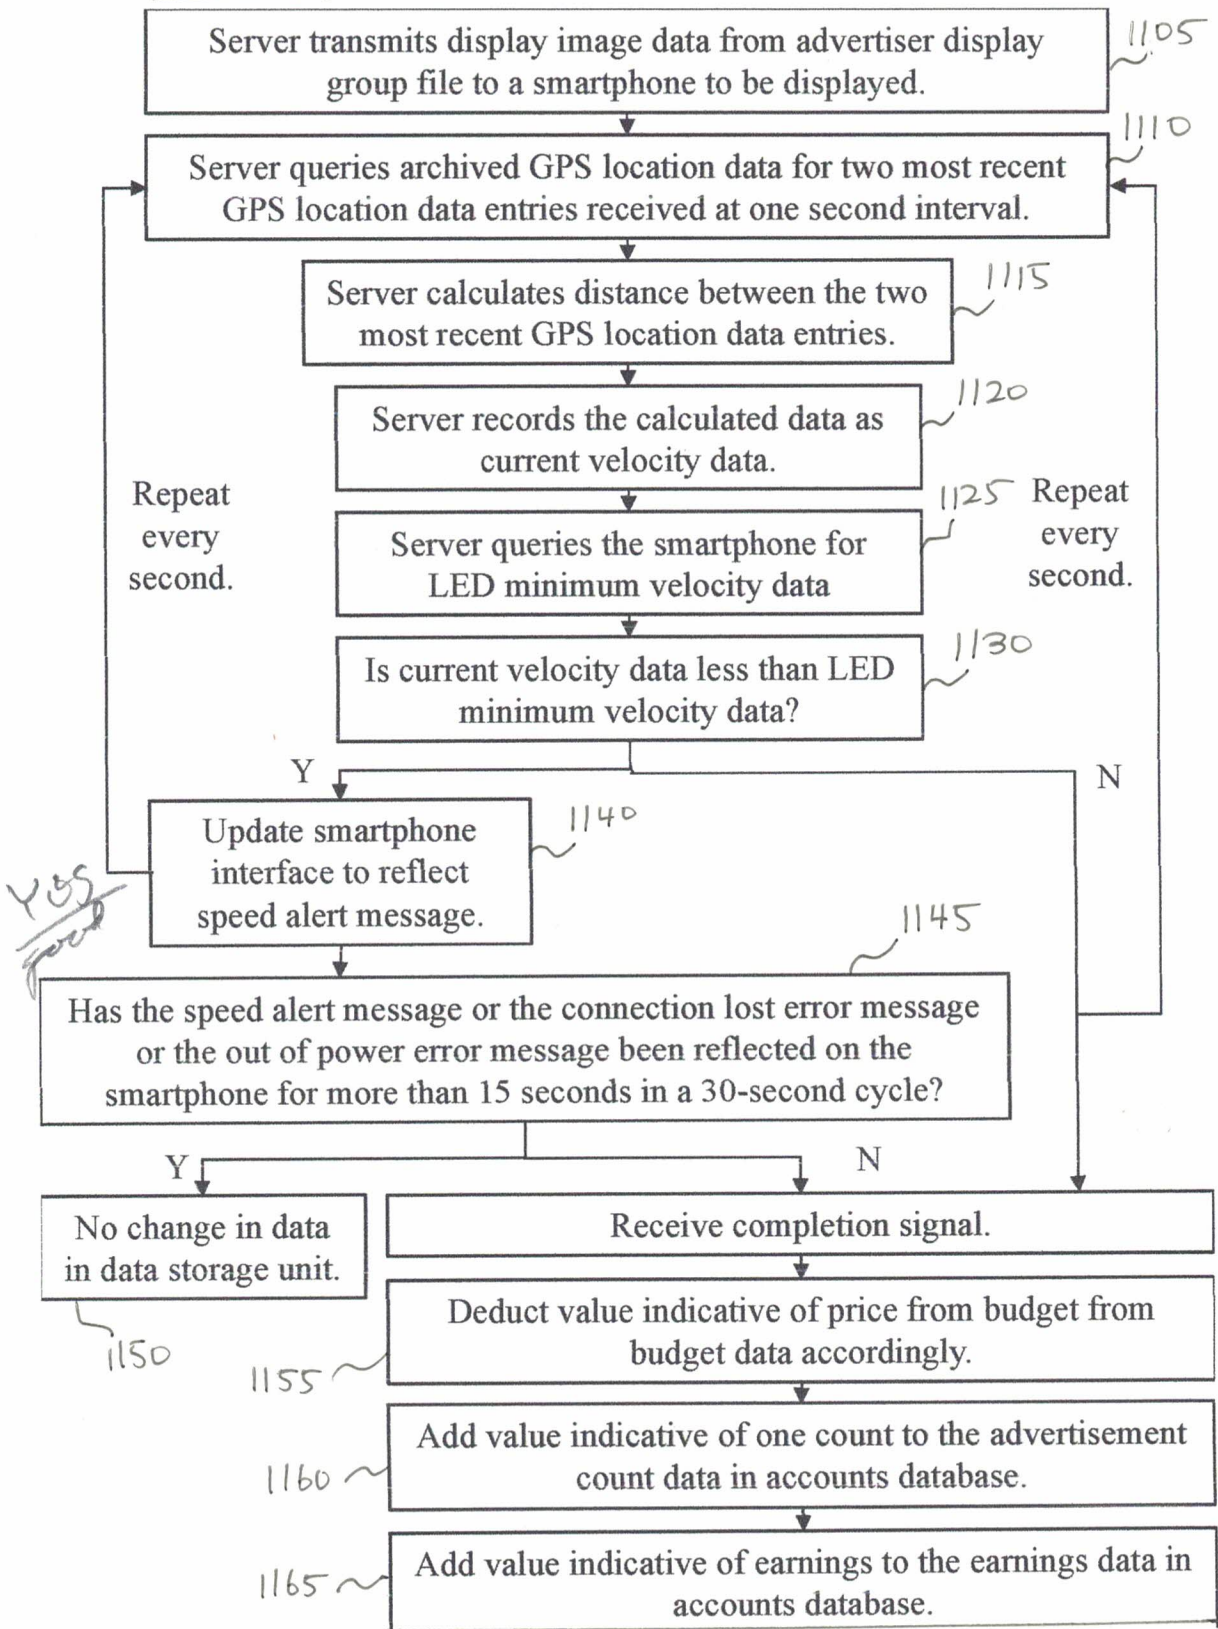 Server transmits display image data from advertiser display
group file to a smartphone to be displayed.
1105
1110
Server queries archived GPS location data for two most recent
GPS location data entries received at one second interval.
1115
Server calculates distance between the two
most recent GPS location data entries.
1120
Server records the calculated data as
current velocity data.
Repeat
every
second.
1125
Repeat
every
second.
Server queries the smartphone for
LED minimum velocity data
1130
Is current velocity data less than LED
minimum velocity data?
Y
N
1140
Update smartphone
interface to reflect
speed alert message.
YES
good
1145
Has the speed alert message or the connection lost error message
or the out of power error message been reflected on the
smartphone for more than 15 seconds in a 30-second cycle?
Y
N
No change in data
in data storage unit.
1150
Receive completion signal.
Deduct value indicative of price from budget from
budget data accordingly.
1155
Add value indicative of one count to the advertisement
count data in accounts database.
1160
Add value indicative of earnings to the earnings data in
accounts database.
1165